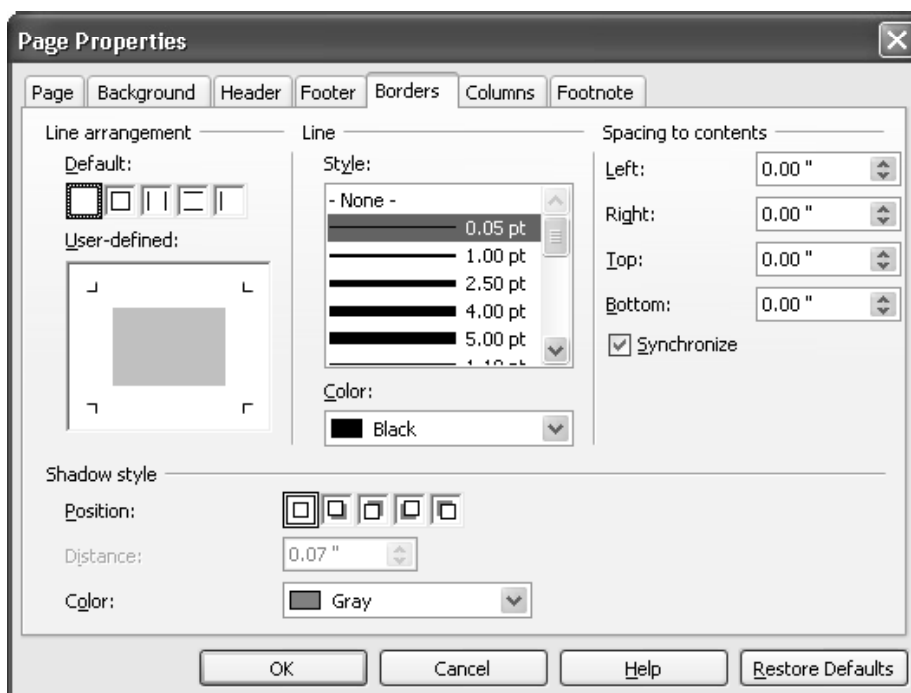 Page Properties
Page Background Header Footer Borders Columns Footnote
Line arrangement
Default:
User-defined:
Line
Style:
- None -
0.05 pt
1.00 pt
2.50 pt
4.00 pt
5.00 pt
Color:
Black
Spacing to contents
Left: 0.00 "
Right: 0.00 "
Top: 0.00 "
Bottom: 0.00 "
Synchronize
Shadow style
Position:
Distance: 0.07 "
Color: Gray
OK Cancel Help Restore Defaults